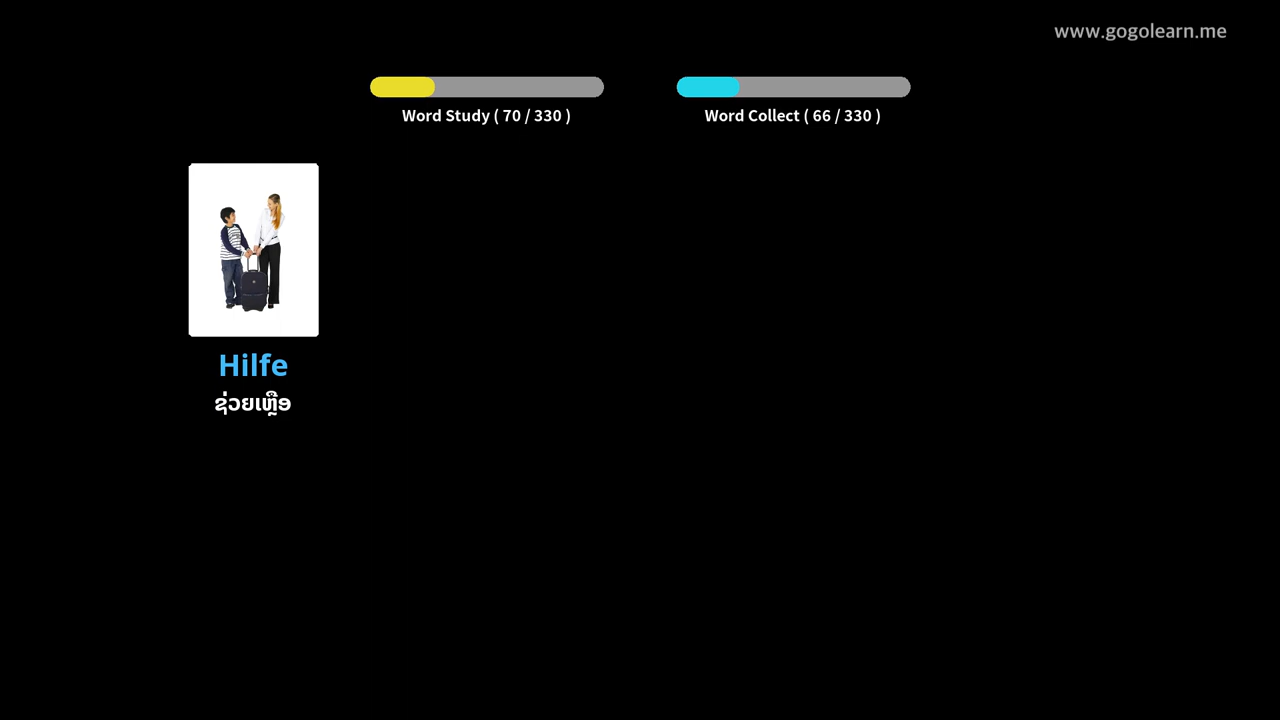 www.gogolearn.me
Word Study ( 70 / 330 )
Word Collect ( 66 / 330 )
Hilfe
ຊ່ວຍເຫຼືອ